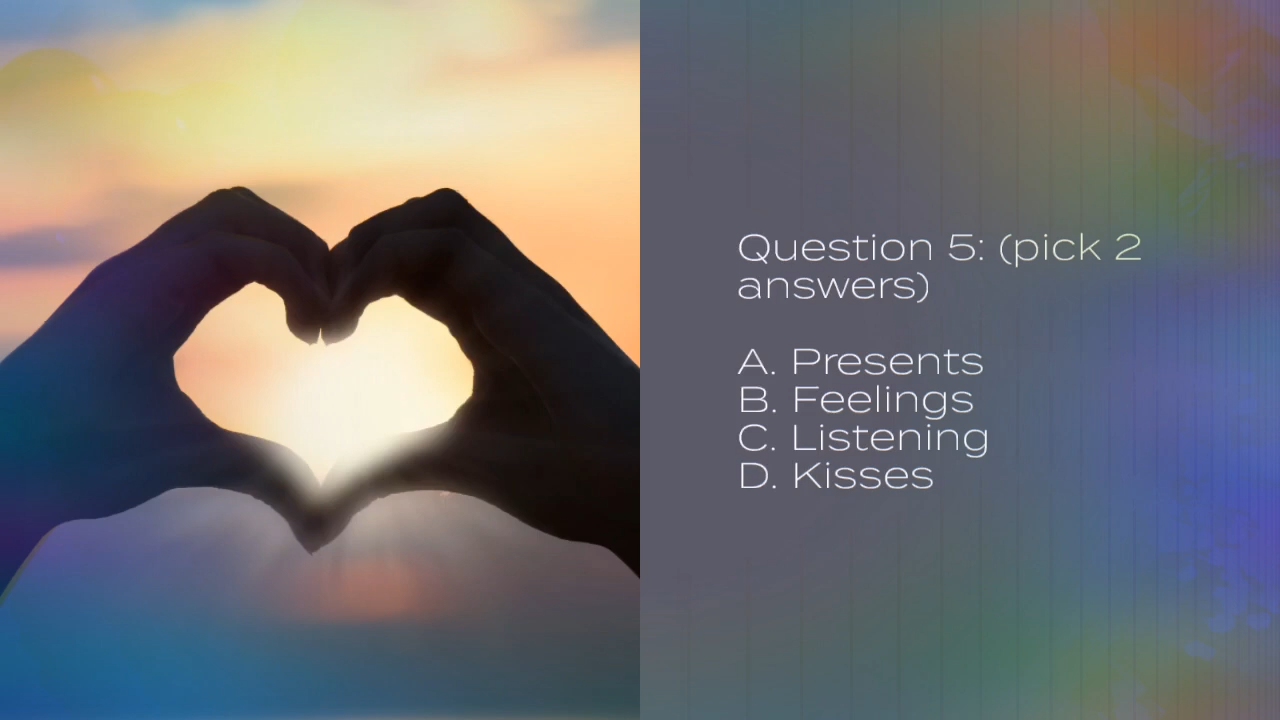 Question 5: (pick 2
answers)
A. Presents
B. Feelings
C. Listening
D. Kisses